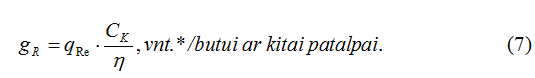 g_R = q_Re · C_K / η , vnt.*/butui ar kitai patalpai. (7)